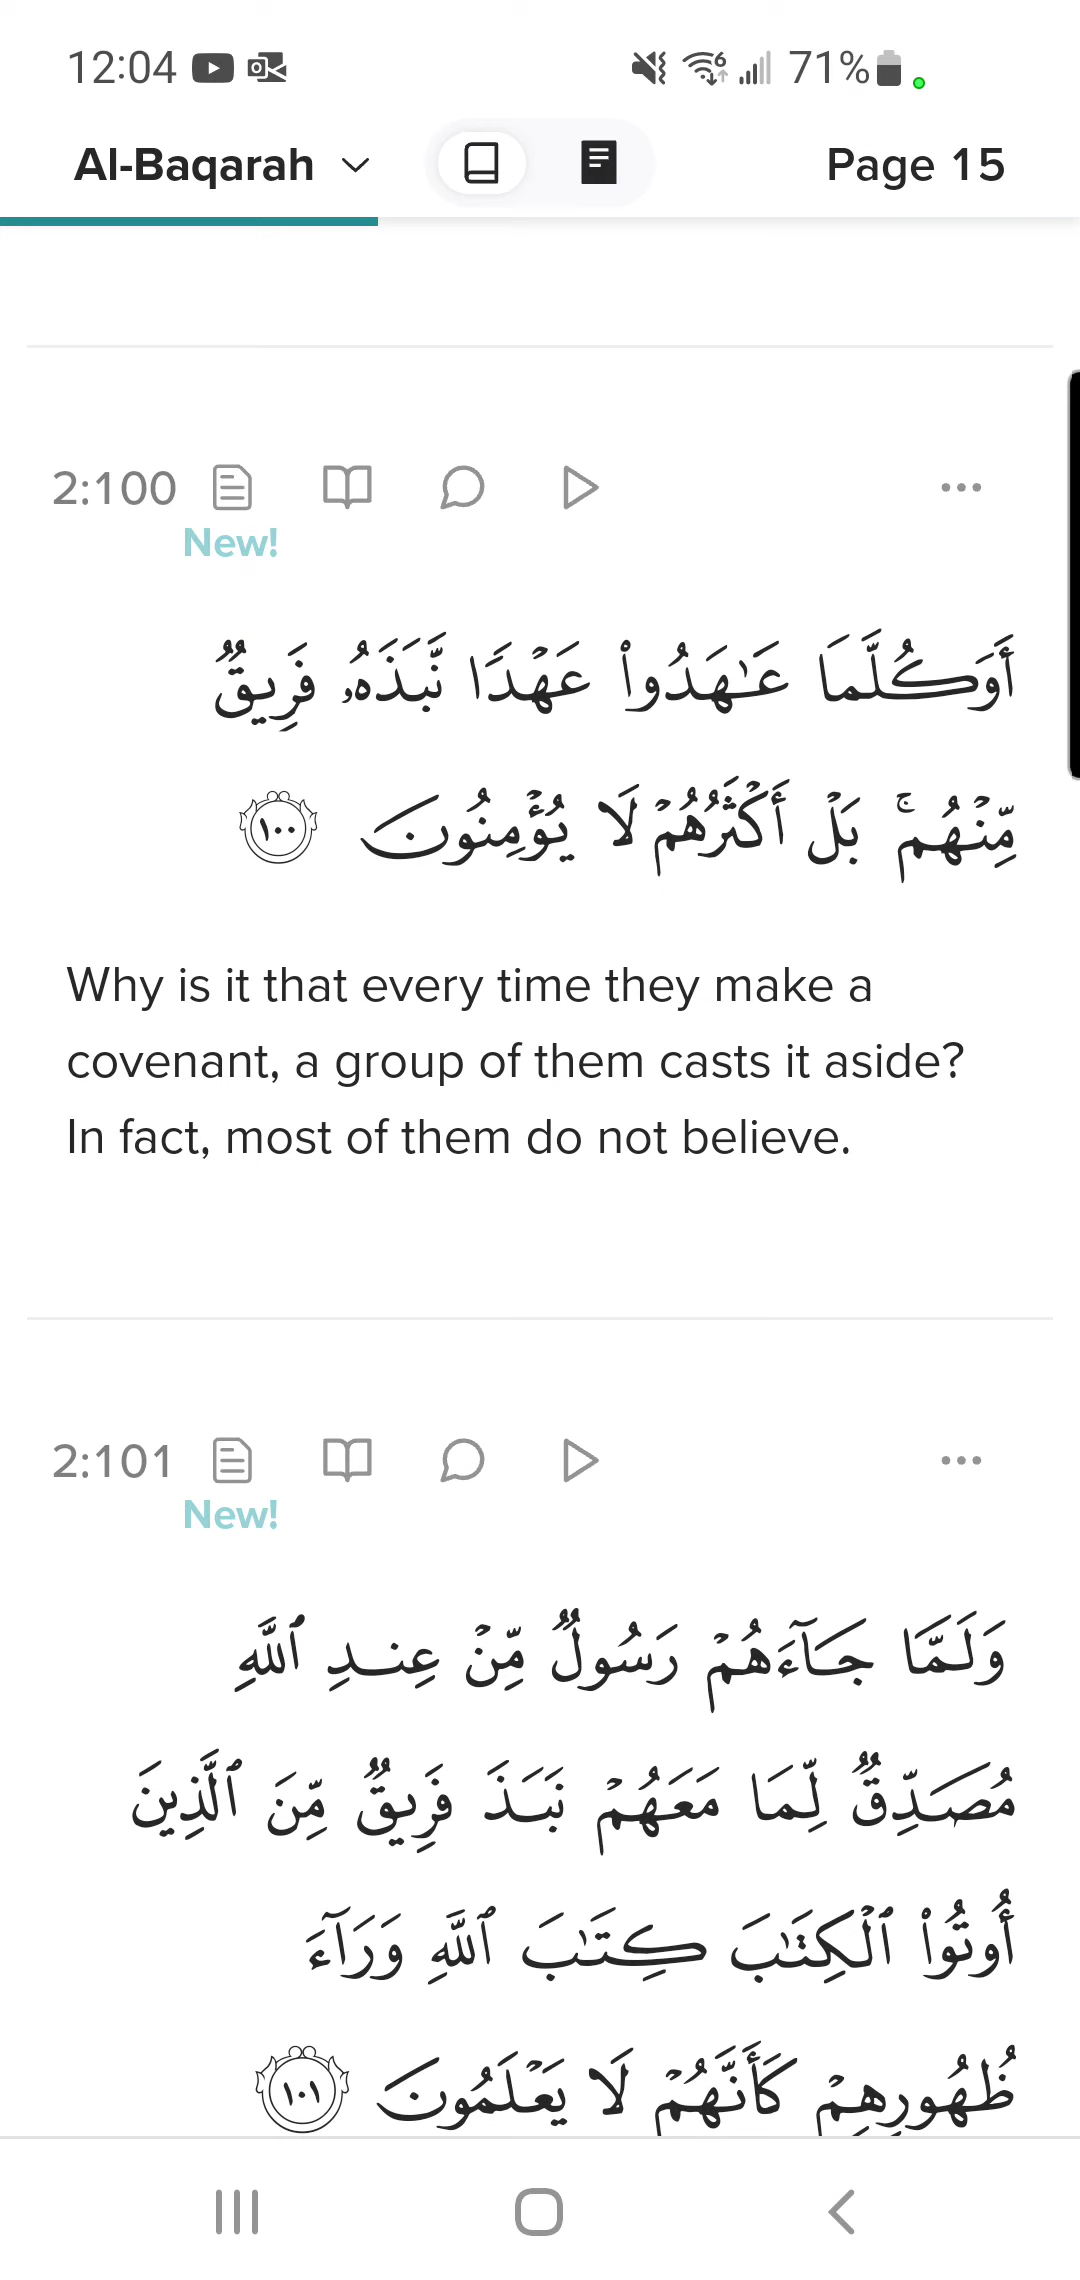 12:04 6 71%
Al-Baqarah Page 15
2:100
New!
أَوَكُلَّمَا عَـٰهَدُوا۟ عَهْدًا نَّبَذَهُۥ فَرِيقٌ
مِّنْهُم ۚ بَلْ أَكْثَرُهُمْ لَا يُؤْمِنُونَ ١٠٠
Why is it that every time they make a
covenant, a group of them casts it aside?
In fact, most of them do not believe.
2:101
New!
وَلَمَّا جَآءَهُمْ رَسُولٌ مِّنْ عِندِ ٱللَّهِ
مُصَدِّقٌ لِّمَا مَعَهُمْ نَبَذَ فَرِيقٌ مِّنَ ٱلَّذِينَ
أُوتُوا۟ ٱلْكِتَـٰبَ كِتَـٰبَ ٱللَّهِ وَرَآءَ
ظُهُورِهِمْ كَأَنَّهُمْ لَا يَعْلَمُونَ ١٠١